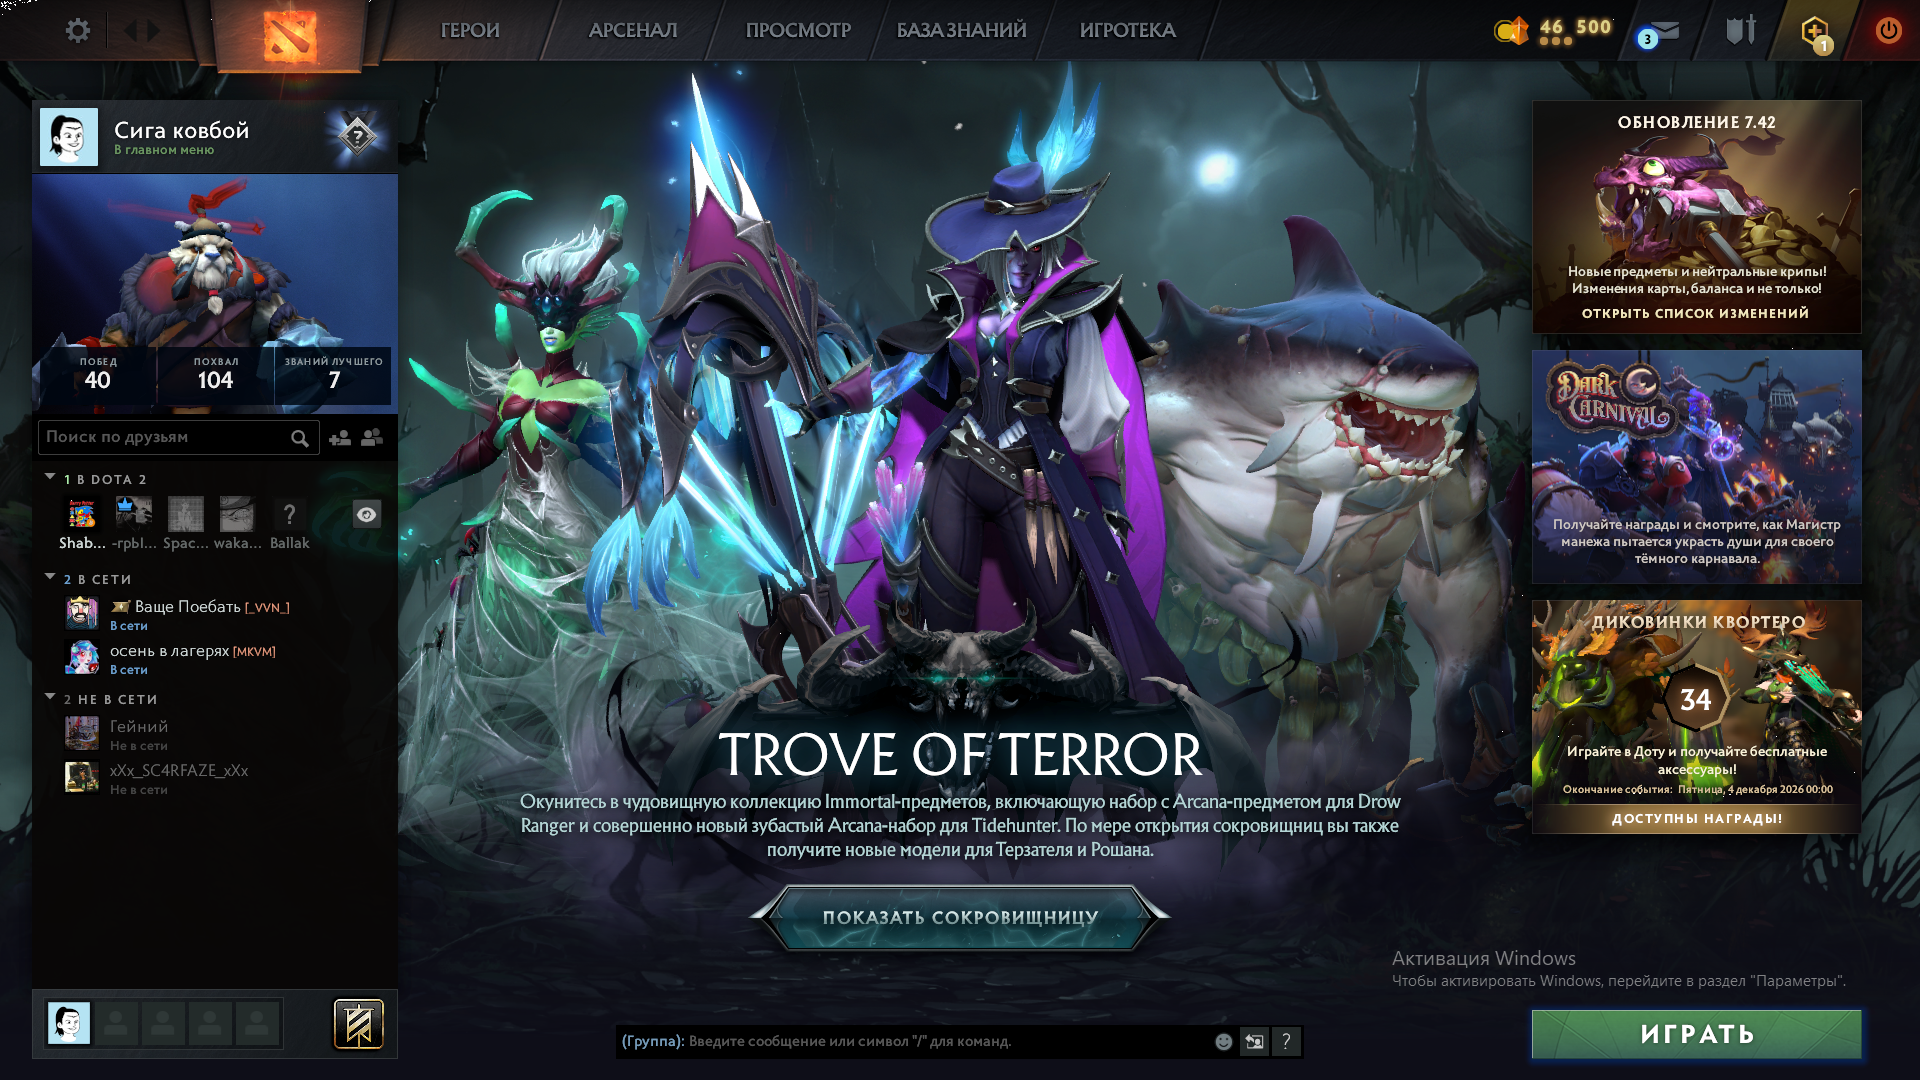 ГЕРОИ
АРСЕНАЛ
ПРОСМОТР
БАЗА ЗНАНИЙ
ИГРОТЕКА
46 500
3
1
Сига ковбой
В главном меню
?
ПОБЕД
40
ПОХВАЛ
104
ЗВАНИЙ ЛУЧШЕГО
7
Поиск по друзьям
1 В DOTA 2
?
Shab... -грЫ... Spac... waka... Ballak
2 В СЕТИ
Ваще Поебать [_VVN_]
В сети
осень в лагерях [MKVM]
В сети
2 НЕ В СЕТИ
Гейний
Не в сети
xXx_SC4RFAZE_xXx
Не в сети
TROVE OF TERROR
Окунитесь в чудовищную коллекцию Immortal-предметов, включающую набор с Arcana-предметом для Drow
Ranger и совершенно новый зубастый Arcana-набор для Tidehunter. По мере открытия сокровищниц вы также
получите новые модели для Терзателя и Рошана.
ПОКАЗАТЬ СОКРОВИЩНИЦУ
(Группа): Введите сообщение или символ "/" для команд.
?
ОБНОВЛЕНИЕ 7.42
Новые предметы и нейтральные крипы!
Изменения карты, баланса и не только!
ОТКРЫТЬ СПИСОК ИЗМЕНЕНИЙ
DARK
CARNIVAL
Получайте награды и смотрите, как Магистр
манежа пытается украсть души для своего
тёмного карнавала.
ДИКОВИНКИ КВОРТЕРО
34
Играйте в Доту и получайте бесплатные
аксессуары!
Окончание события: Пятница, 4 декабря 2026 00:00
ДОСТУПНЫ НАГРАДЫ!
Активация Windows
Чтобы активировать Windows, перейдите в раздел "Параметры".
ИГРАТЬ